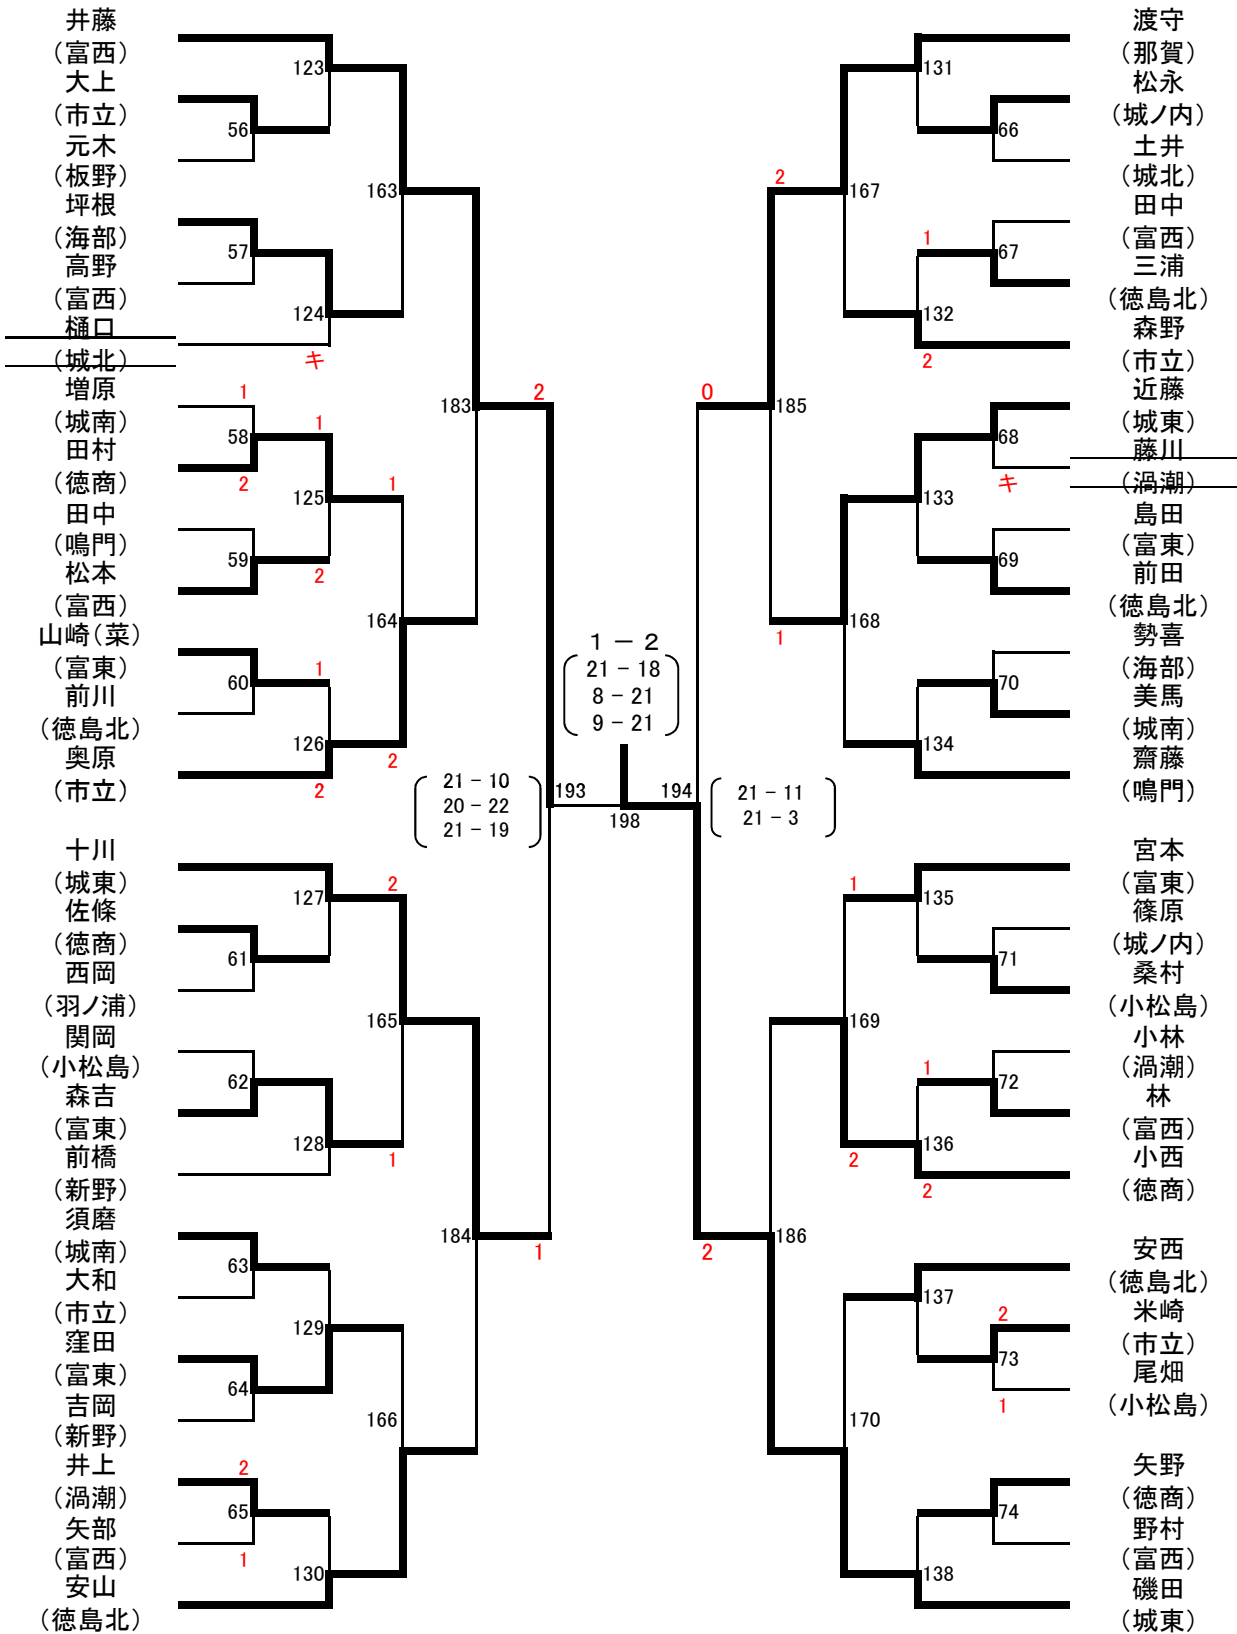 井藤
（富西）
大上
（市立）
元木
（板野）
坪根
（海部）
高野
（富西）
樋口
（城北）
増原
（城南）
田村
（徳商）
田中
（鳴門）
松本
（富西）
山崎（菜）
（富東）
前川
（徳島北）
奥原
（市立）
十川
（城東）
佐條
（徳商）
西岡
（羽ノ浦）
関岡
（小松島）
森吉
（富東）
前橋
（新野）
須磨
（城南）
大和
（市立）
窪田
（富東）
吉岡
（新野）
井上
（渦潮）
矢部
（富西）
安山
（徳島北）
56
57
キ
1
58
2
59
60
61
62
63
64
2
65
1
123
124
1
125
2
1
126
2
127
128
129
130
163
1
164
2
2
165
1
166
183
184
2
1
193
21 － 10
20 － 22
21 － 19
1 － 2
21 － 18
8 － 21
9 － 21
198
194
21 － 11
21 － 3
0
2
185
186
2
1
167
168
1
169
2
170
131
1
132
2
133
134
135
1
136
2
137
138
66
67
68
キ
69
70
71
72
2
73
1
74
渡守
（那賀）
松永
（城ノ内）
土井
（城北）
田中
（富西）
三浦
（徳島北）
森野
（市立）
近藤
（城東）
藤川
（渦潮）
島田
（富東）
前田
（徳島北）
勢喜
（海部）
美馬
（城南）
齋藤
（鳴門）
宮本
（富東）
篠原
（城ノ内）
桑村
（小松島）
小林
（渦潮）
林
（富西）
小西
（徳商）
安西
（徳島北）
米崎
（市立）
尾畑
（小松島）
矢野
（徳商）
野村
（富西）
磯田
（城東）